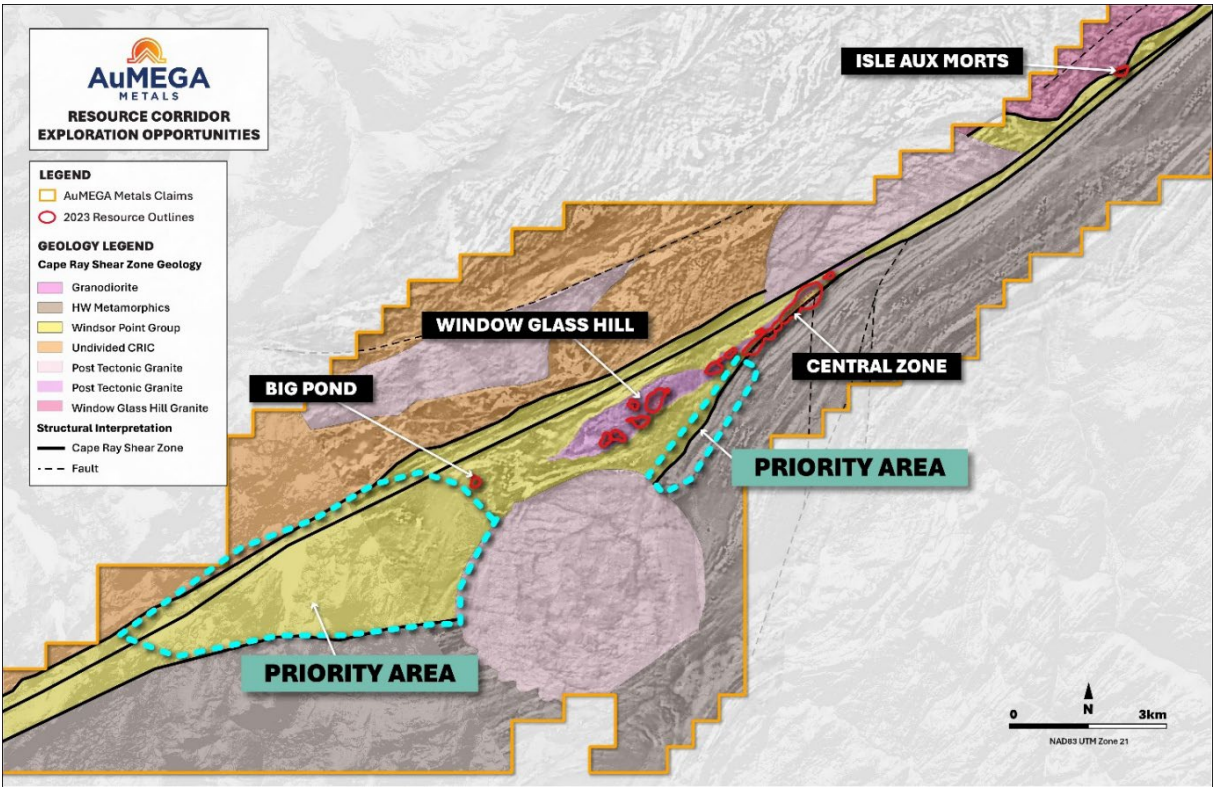 AuMEGA
METALS
RESOURCE CORRIDOR
EXPLORATION OPPORTUNITIES
LEGEND
AuMEGA Metals Claims
2023 Resource Outlines
GEOLOGY LEGEND
Cape Ray Shear Zone Geology
Granodiorite
HW Metamorphics
Windsor Point Group
Undivided CRIC
Post Tectonic Granite
Post Tectonic Granite
Window Glass Hill Granite
Structural Interpretation
Cape Ray Shear Zone
Fault
ISLE AUX MORTS
WINDOW GLASS HILL
CENTRAL ZONE
BIG POND
PRIORITY AREA
PRIORITY AREA
N
0 3km
NAD83 UTM Zone 21